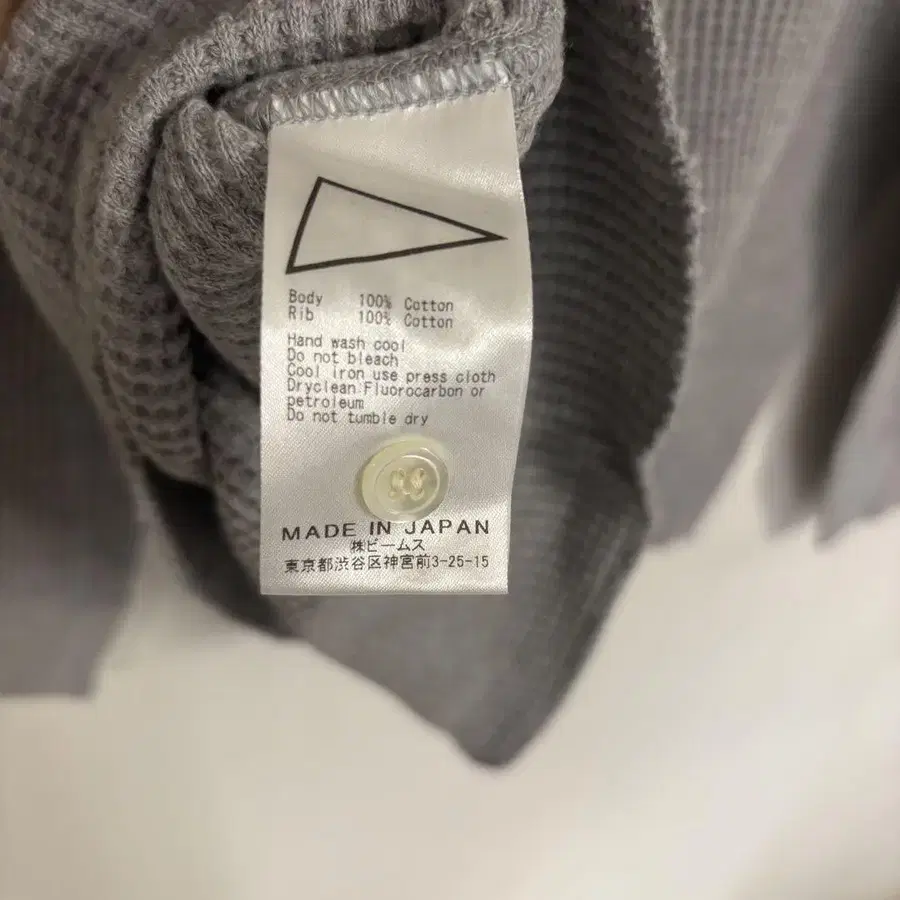 Body 100% Cotton
Rib 100% Cotton
Hand wash cool
Do not bleach
Cool iron use press cloth
Dryclean Fluorocarbon or
petroleum
Do not tumble dry
MADE IN JAPAN
㈱ビームス
東京都渋谷区神宮前3-25-15